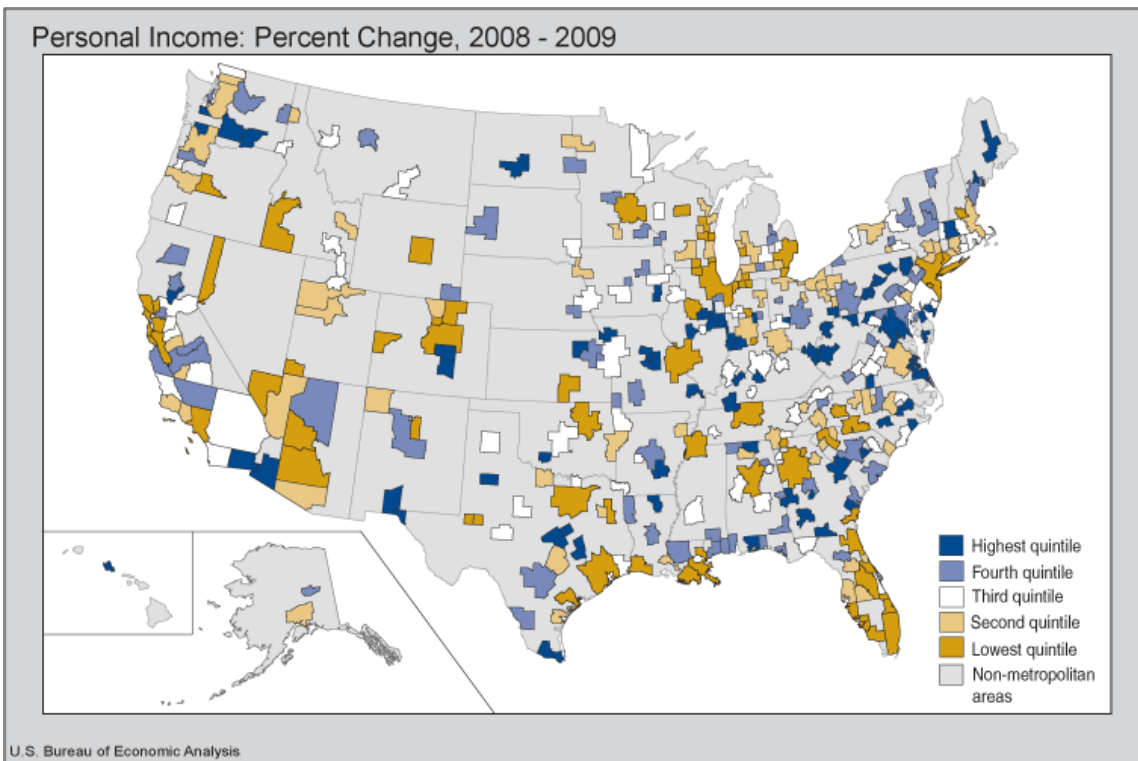 Personal Income: Percent Change, 2008 - 2009
Highest quintile
Fourth quintile
Third quintile
Second quintile
Lowest quintile
Non-metropolitan
areas
U.S. Bureau of Economic Analysis